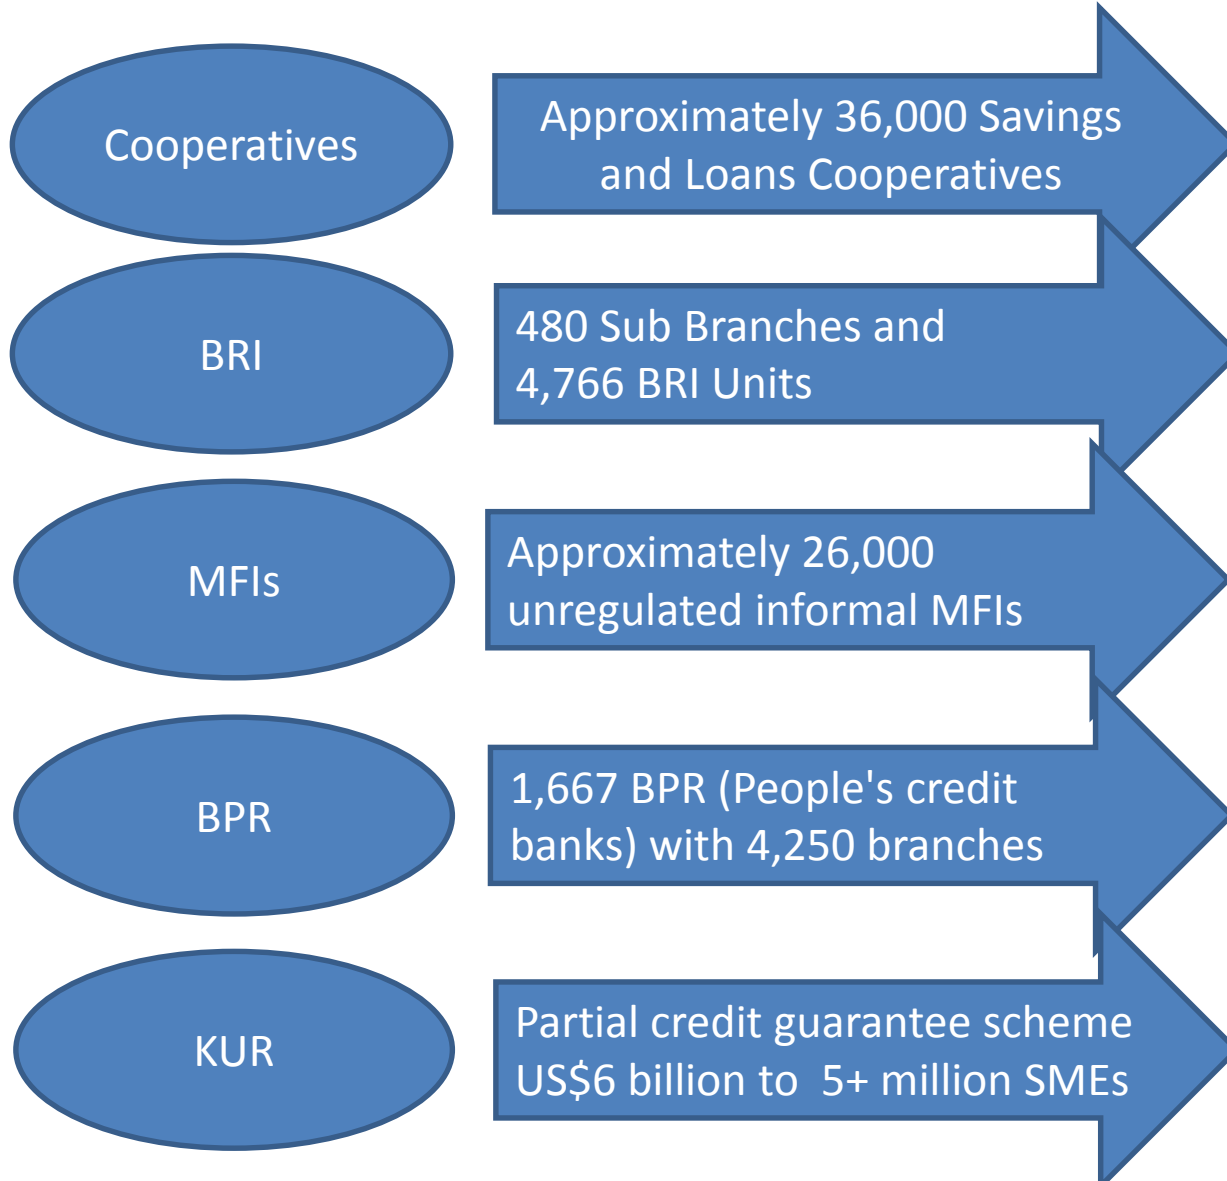 Cooperatives
Approximately 36,000 Savings
and Loans Cooperatives
BRI
480 Sub Branches and
4,766 BRI Units
MFIs
Approximately 26,000
unregulated informal MFIs
BPR
1,667 BPR (People's credit
banks) with 4,250 branches
KUR
Partial credit guarantee scheme
US$6 billion to  5+ million SMEs